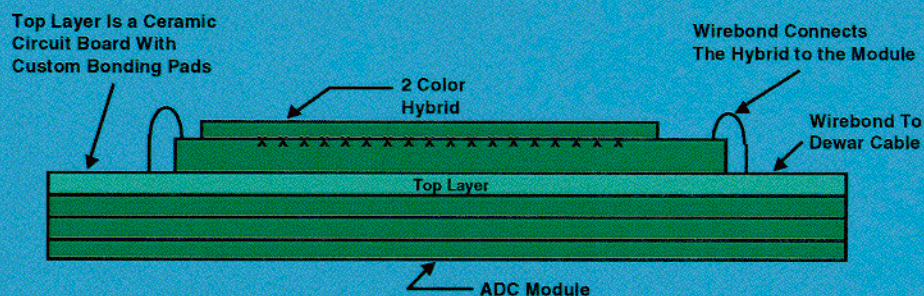 Top Layer Is a Ceramic
Circuit Board With
Custom Bonding Pads
Wirebond Connects
The Hybrid to the Module
2 Color
Hybrid
Wirebond To
Dewar Cable
x x x x x x x x x x x x x x x x x x
Top Layer
ADC Module